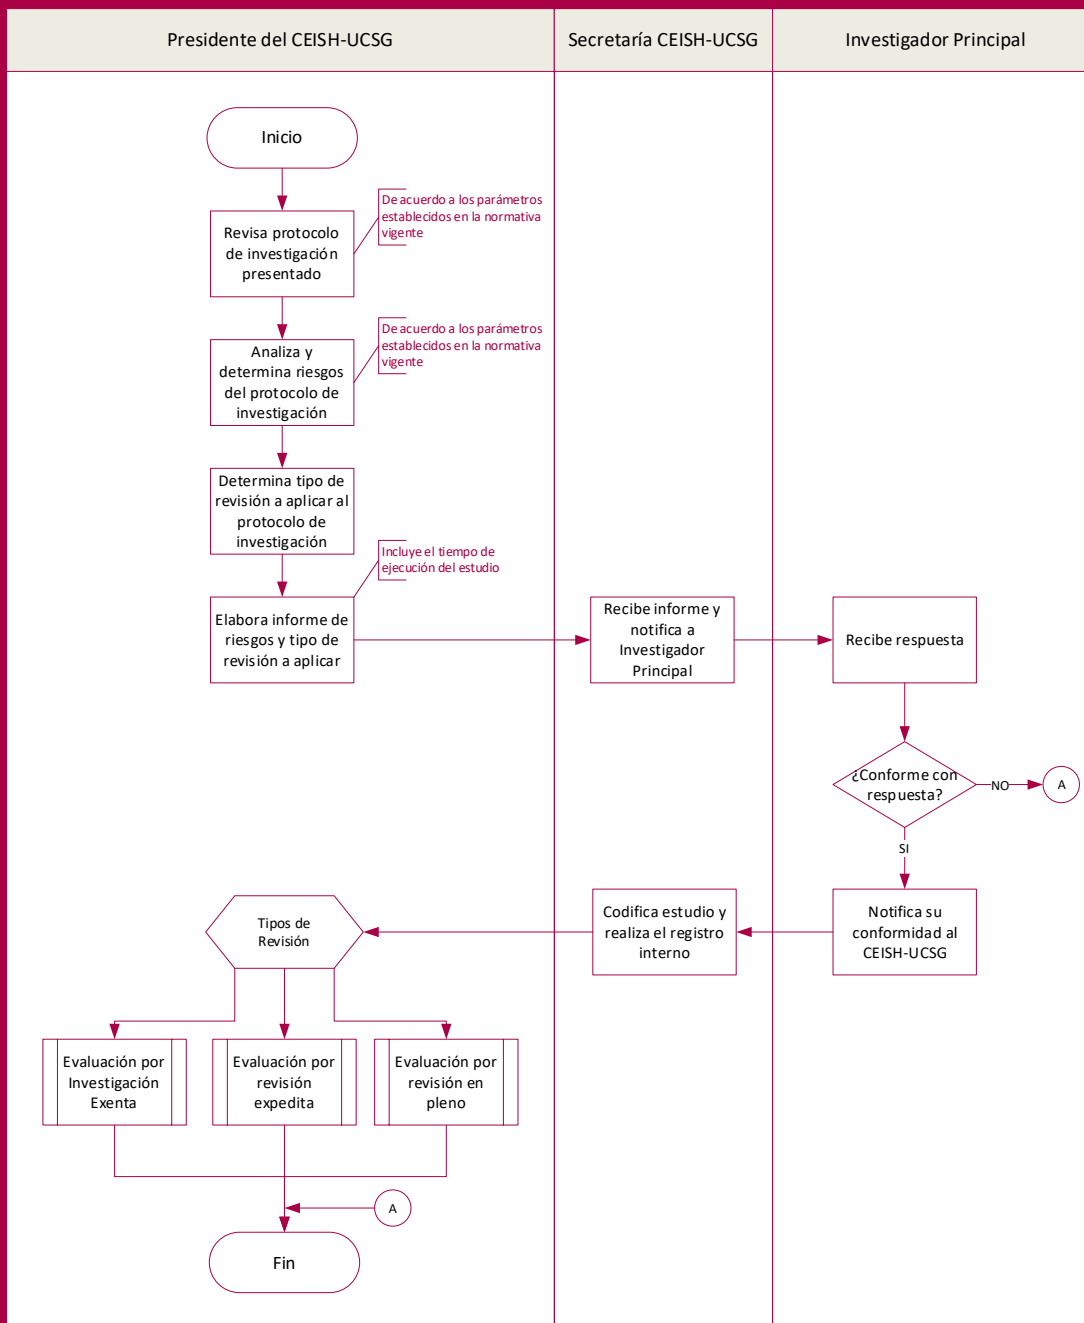 Presidente del CEISH-UCSG
Secretaría CEISH-UCSG
Investigador Principal
Inicio
De acuerdo a los parámetros
establecidos en la normativa
vigente
Revisa protocolo
de investigación
presentado
De acuerdo a los parámetros
establecidos en la normativa
vigente
Analiza y
determina riesgos
del protocolo de
investigación
Determina tipo de
revisión a aplicar al
protocolo de
investigación
Incluye el tiempo de
ejecución del estudio
Elabora informe de
riesgos y tipo de
revisión a aplicar
Recibe informe y
notifica a
Investigador
Principal
Recibe respuesta
¿Conforme con
respuesta?
NO
A
SI
Notifica su
conformidad al
CEISH-UCSG
Codifica estudio y
realiza el registro
interno
Tipos de
Revisión
Evaluación por
Investigación
Exenta
Evaluación por
revisión
expedita
Evaluación por
revisión en
pleno
A
Fin